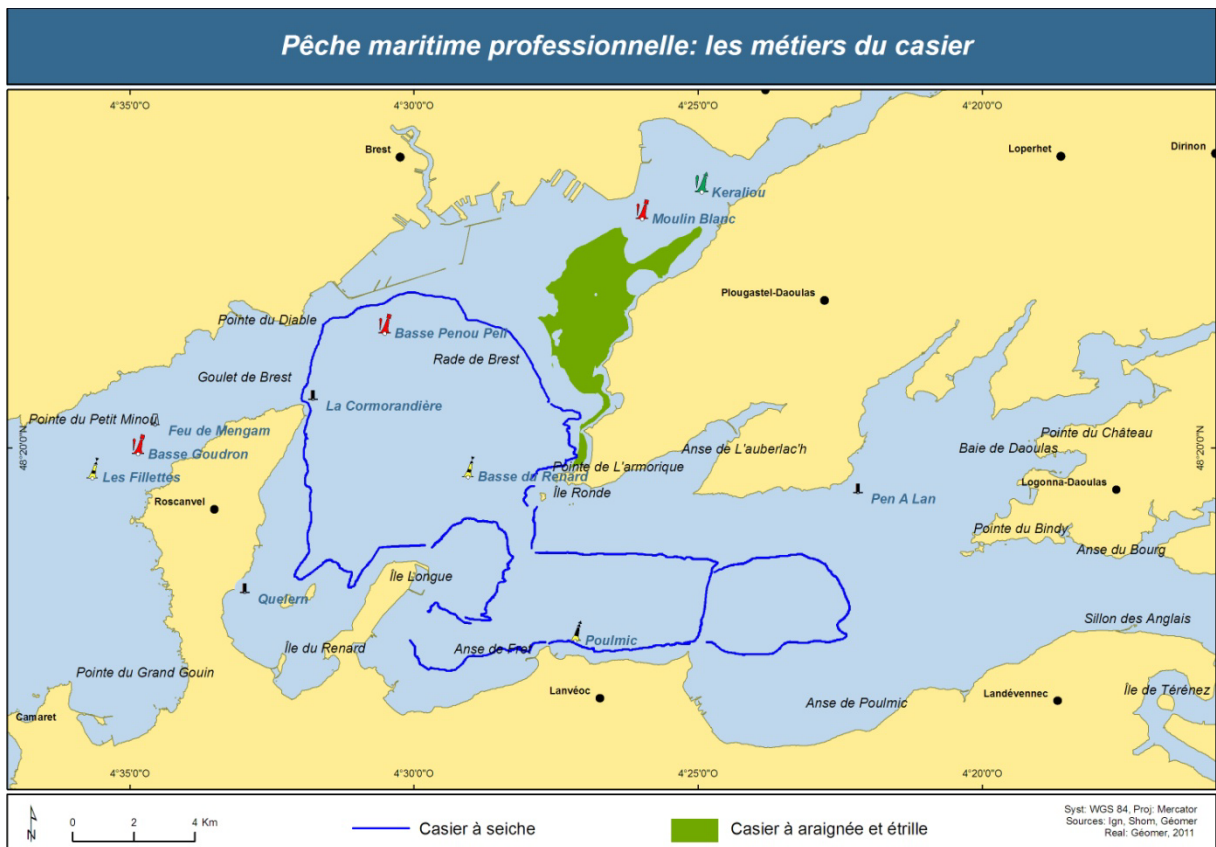 Pêche maritime professionnelle: les métiers du casier
4°35'0"O
4°30'0"O
4°25'0"O
4°20'0"O
Brest
Loperhet
Dirinon
Keraliou
Moulin Blanc
Plougastel-Daoulas
Pointe du Diable
Basse Penou Pell
Rade de Brest
Goulet de Brest
La Cormorandière
Pointe du Petit Minou
Feu de Mengam
Basse Goudron
Les Fillettes
48°20'0"N
48°20'0"N
Anse de L'auberlac'h
Pointe du Château
Baie de Daoulas
Pointe de L'armorique
Basse du Renard
Île Ronde
Pen A Lan
Logonna-Daoulas
Roscanvel
Pointe du Bindy
Anse du Bourg
Île Longue
Quelern
Sillon des Anglais
Poulmic
Île du Renard
Anse de Fret
Pointe du Grand Gouin
Île de Térénez
Lanvéoc
Anse de Poulmic
Landévennec
Camaret
4°35'0"O
4°30'0"O
4°25'0"O
4°20'0"O
N
0 2 4 Km
Casier à seiche
Casier à araignée et étrille
Syst: WGS 84, Proj: Mercator
Sources: Ign, Shom, Géomer
Real: Géomer, 2011